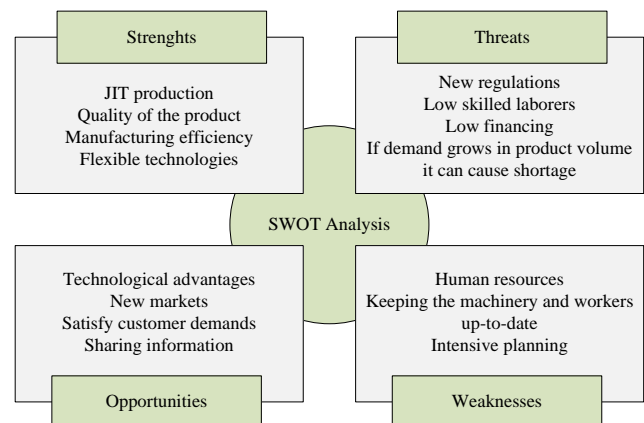 Strenghts
JIT production
Quality of the product
Manufacturing efficiency
Flexible technologies
Threats
New regulations
Low skilled laborers
Low financing
If demand grows in product volume
it can cause shortage
SWOT Analysis
Technological advantages
New markets
Satisfy customer demands
Sharing information
Opportunities
Human resources
Keeping the machinery and workers
up-to-date
Intensive planning
Weaknesses